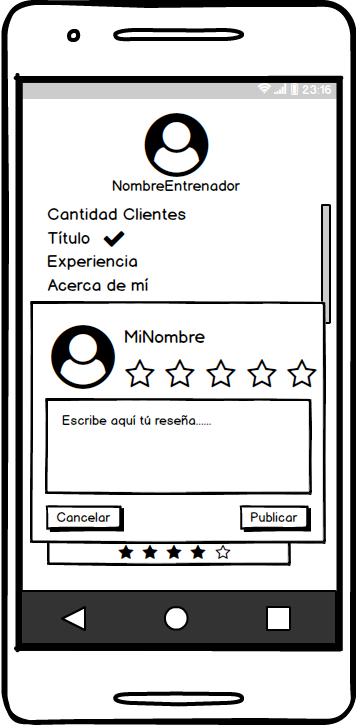 23:16
NombreEntrenador
Cantidad Clientes
Título
Experiencia
Acerca de mí
MiNombre
Escribe aquí tú reseña......
Cancelar
Publicar